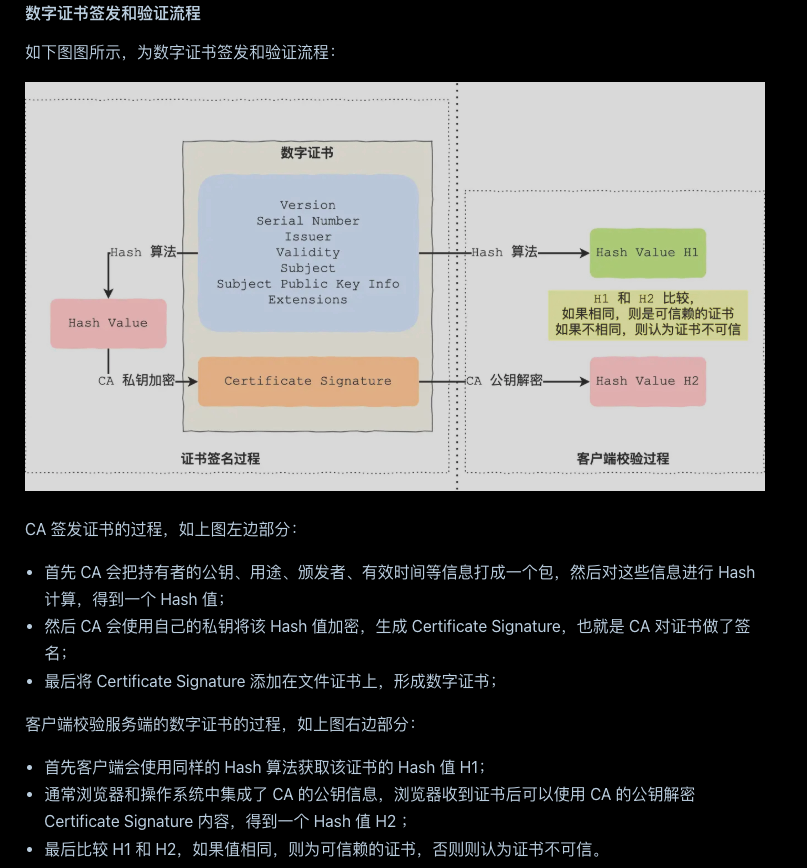 数字证书签发和验证流程
如下图图所示，为数字证书签发和验证流程：
数字证书
Version
Serial Number
Issuer
Validity
Subject
Subject Public Key Info
Extensions
Hash 算法
Hash Value
CA 私钥加密
Certificate Signature
证书签名过程
Hash 算法
Hash Value H1
H1 和 H2 比较，
如果相同，则是可信赖的证书
如果不相同，则认为证书不可信
CA 公钥解密
Hash Value H2
客户端校验过程
CA 签发证书的过程，如上图左边部分：
• 首先 CA 会把持有者的公钥、用途、颁发者、有效时间等信息打成一个包，然后对这些信息进行 Hash
计算，得到一个 Hash 值；
• 然后 CA 会使用自己的私钥将该 Hash 值加密，生成 Certificate Signature，也就是 CA 对证书做了签
名；
• 最后将 Certificate Signature 添加在文件证书上，形成数字证书；
客户端校验服务端的数字证书的过程，如上图右边部分：
• 首先客户端会使用同样的 Hash 算法获取该证书的 Hash 值 H1；
• 通常浏览器和操作系统中集成了 CA 的公钥信息，浏览器收到证书后可以使用 CA 的公钥解密
Certificate Signature 内容，得到一个 Hash 值 H2 ；
• 最后比较 H1 和 H2，如果值相同，则为可信赖的证书，否则则认为证书不可信。